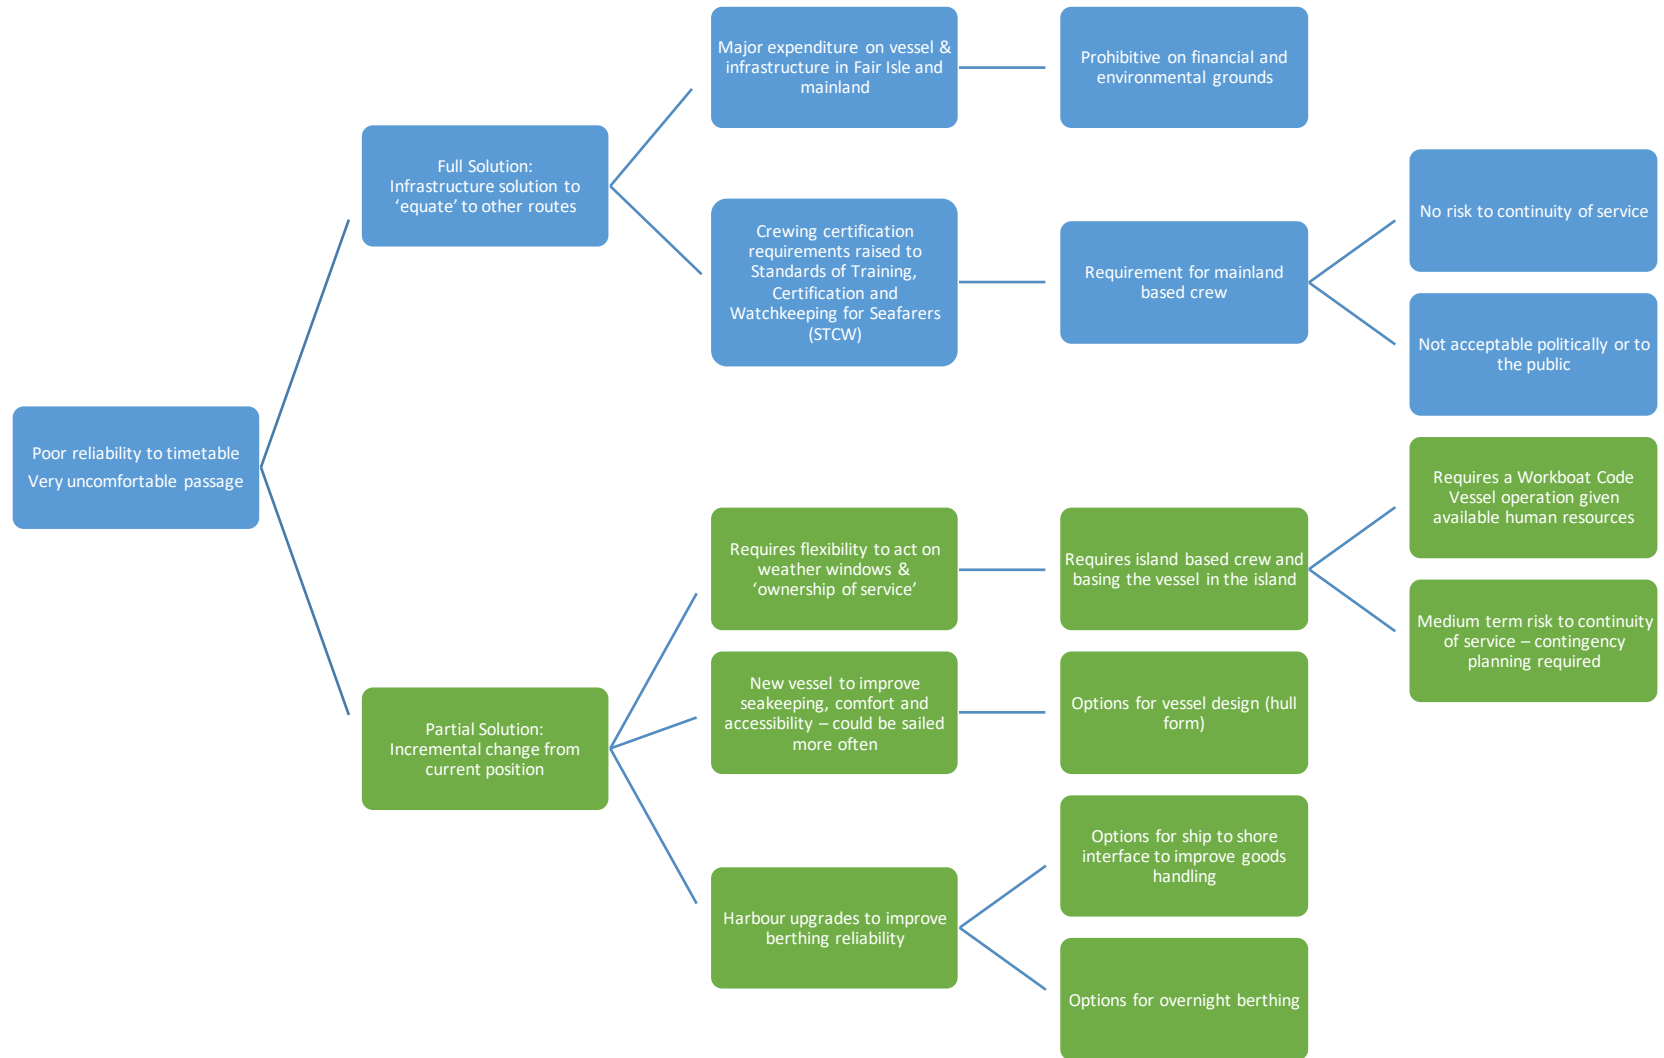 Major expenditure on vessel &
infrastructure in Fair Isle and
mainland
Prohibitive on financial and
environmental grounds
Full Solution:
Infrastructure solution to
‘equate’ to other routes
Crewing certification
requirements raised to
Standards of Training,
Certification and
Watchkeeping for Seafarers
(STCW)
Requirement for mainland
based crew
No risk to continuity of service
Not acceptable politically or to
the public
Poor reliability to timetable
Very uncomfortable passage
Partial Solution:
Incremental change from
current position
Requires flexibility to act on
weather windows &
‘ownership of service’
Requires island based crew and
basing the vessel in the island
Requires a Workboat Code
Vessel operation given
available human resources
Medium term risk to continuity
of service – contingency
planning required
New vessel to improve
seakeeping, comfort and
accessibility – could be sailed
more often
Options for vessel design (hull
form)
Harbour upgrades to improve
berthing reliability
Options for ship to shore
interface to improve goods
handling
Options for overnight berthing